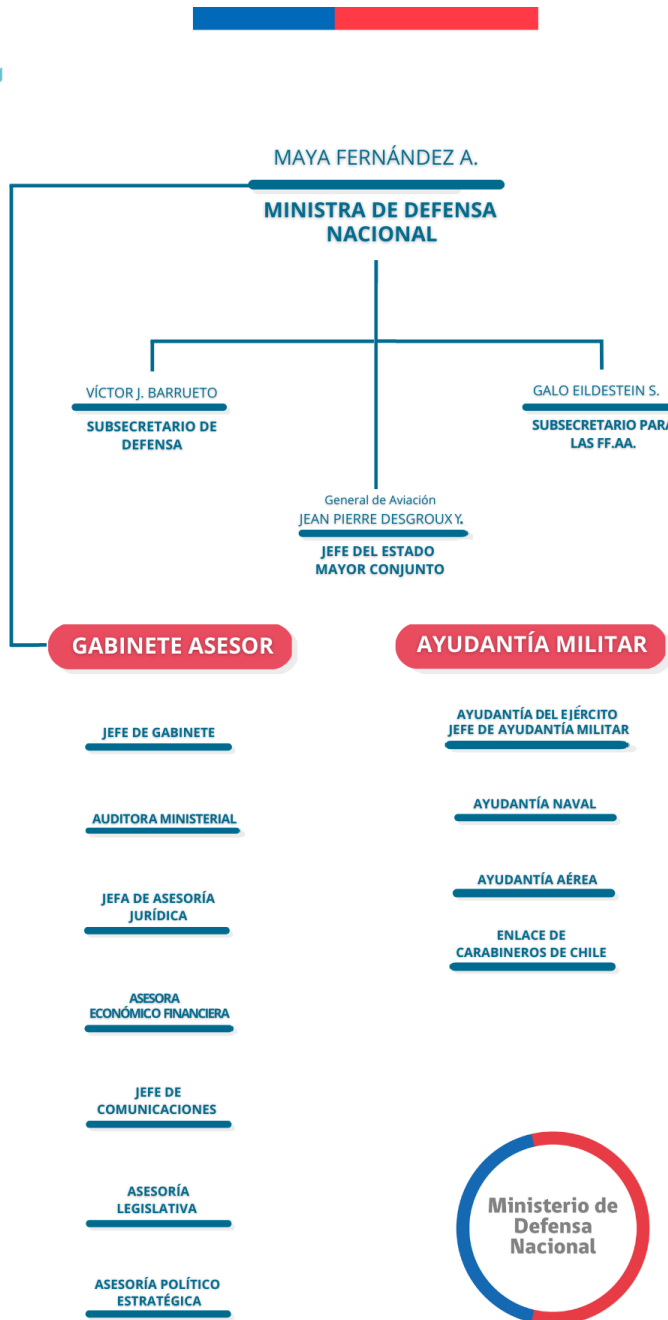 MAYA FERNÁNDEZ A.
MINISTRA DE DEFENSA
NACIONAL
VÍCTOR J. BARRUETO
SUBSECRETARIO DE
DEFENSA
GALO EILDESTEIN S.
SUBSECRETARIO PARA
LAS FF.AA.
General de Aviación
JEAN PIERRE DESGROUX Y.
JEFE DEL ESTADO
MAYOR CONJUNTO
GABINETE ASESOR
JEFE DE GABINETE
AUDITORA MINISTERIAL
JEFA DE ASESORÍA
JURÍDICA
ASESORA
ECONÓMICO FINANCIERA
JEFE DE
COMUNICACIONES
ASESORÍA
LEGISLATIVA
ASESORÍA POLÍTICO
ESTRATÉGICA
AYUDANTÍA MILITAR
AYUDANTÍA DEL EJÉRCITO
JEFE DE AYUDANTÍA MILITAR
AYUDANTÍA NAVAL
AYUDANTÍA AÉREA
ENLACE DE
CARABINEROS DE CHILE
Ministerio de
Defensa
Nacional